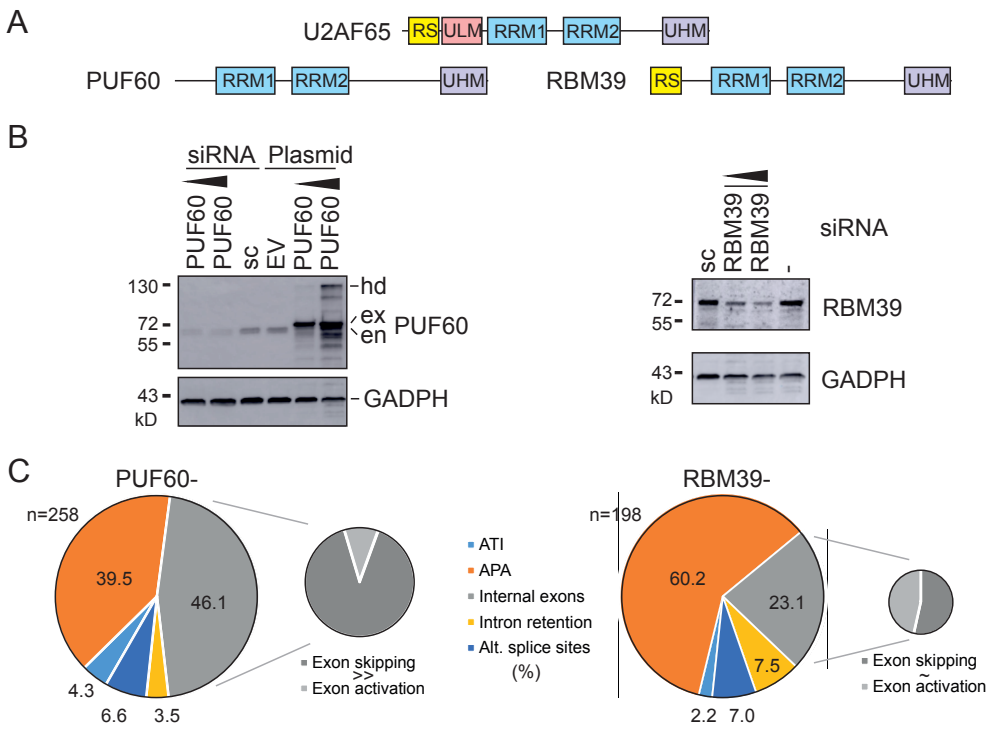 A
U2AF65 RS ULM RRM1 RRM2 UHM
PUF60 RRM1 RRM2 UHM
RBM39 RS RRM1 RRM2 UHM
B
siRNA Plasmid
PUF60 PUF60 sc EV PUF60 PUF60
130
72
55
hd
ex
en
PUF60
43
kD
GADPH
sc RBM39 RBM39 -
siRNA
72
55
RBM39
43
kD
GADPH
C
PUF60-
n=258
39.5
46.1
4.3
6.6
3.5
Exon skipping
>>
Exon activation
ATI
APA
Internal exons
Intron retention
Alt. splice sites
(%)
RBM39-
n=198
60.2
23.1
7.5
2.2
7.0
Exon skipping
~
Exon activation